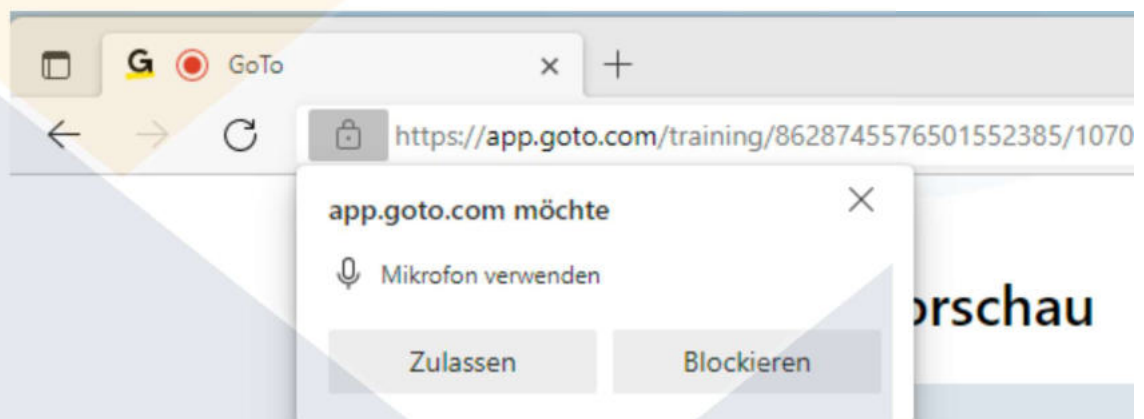 G GoTo
https://app.goto.com/training/8628745576501552385/1070
app.goto.com möchte
Mikrofon verwenden
orschau
Zulassen Blockieren